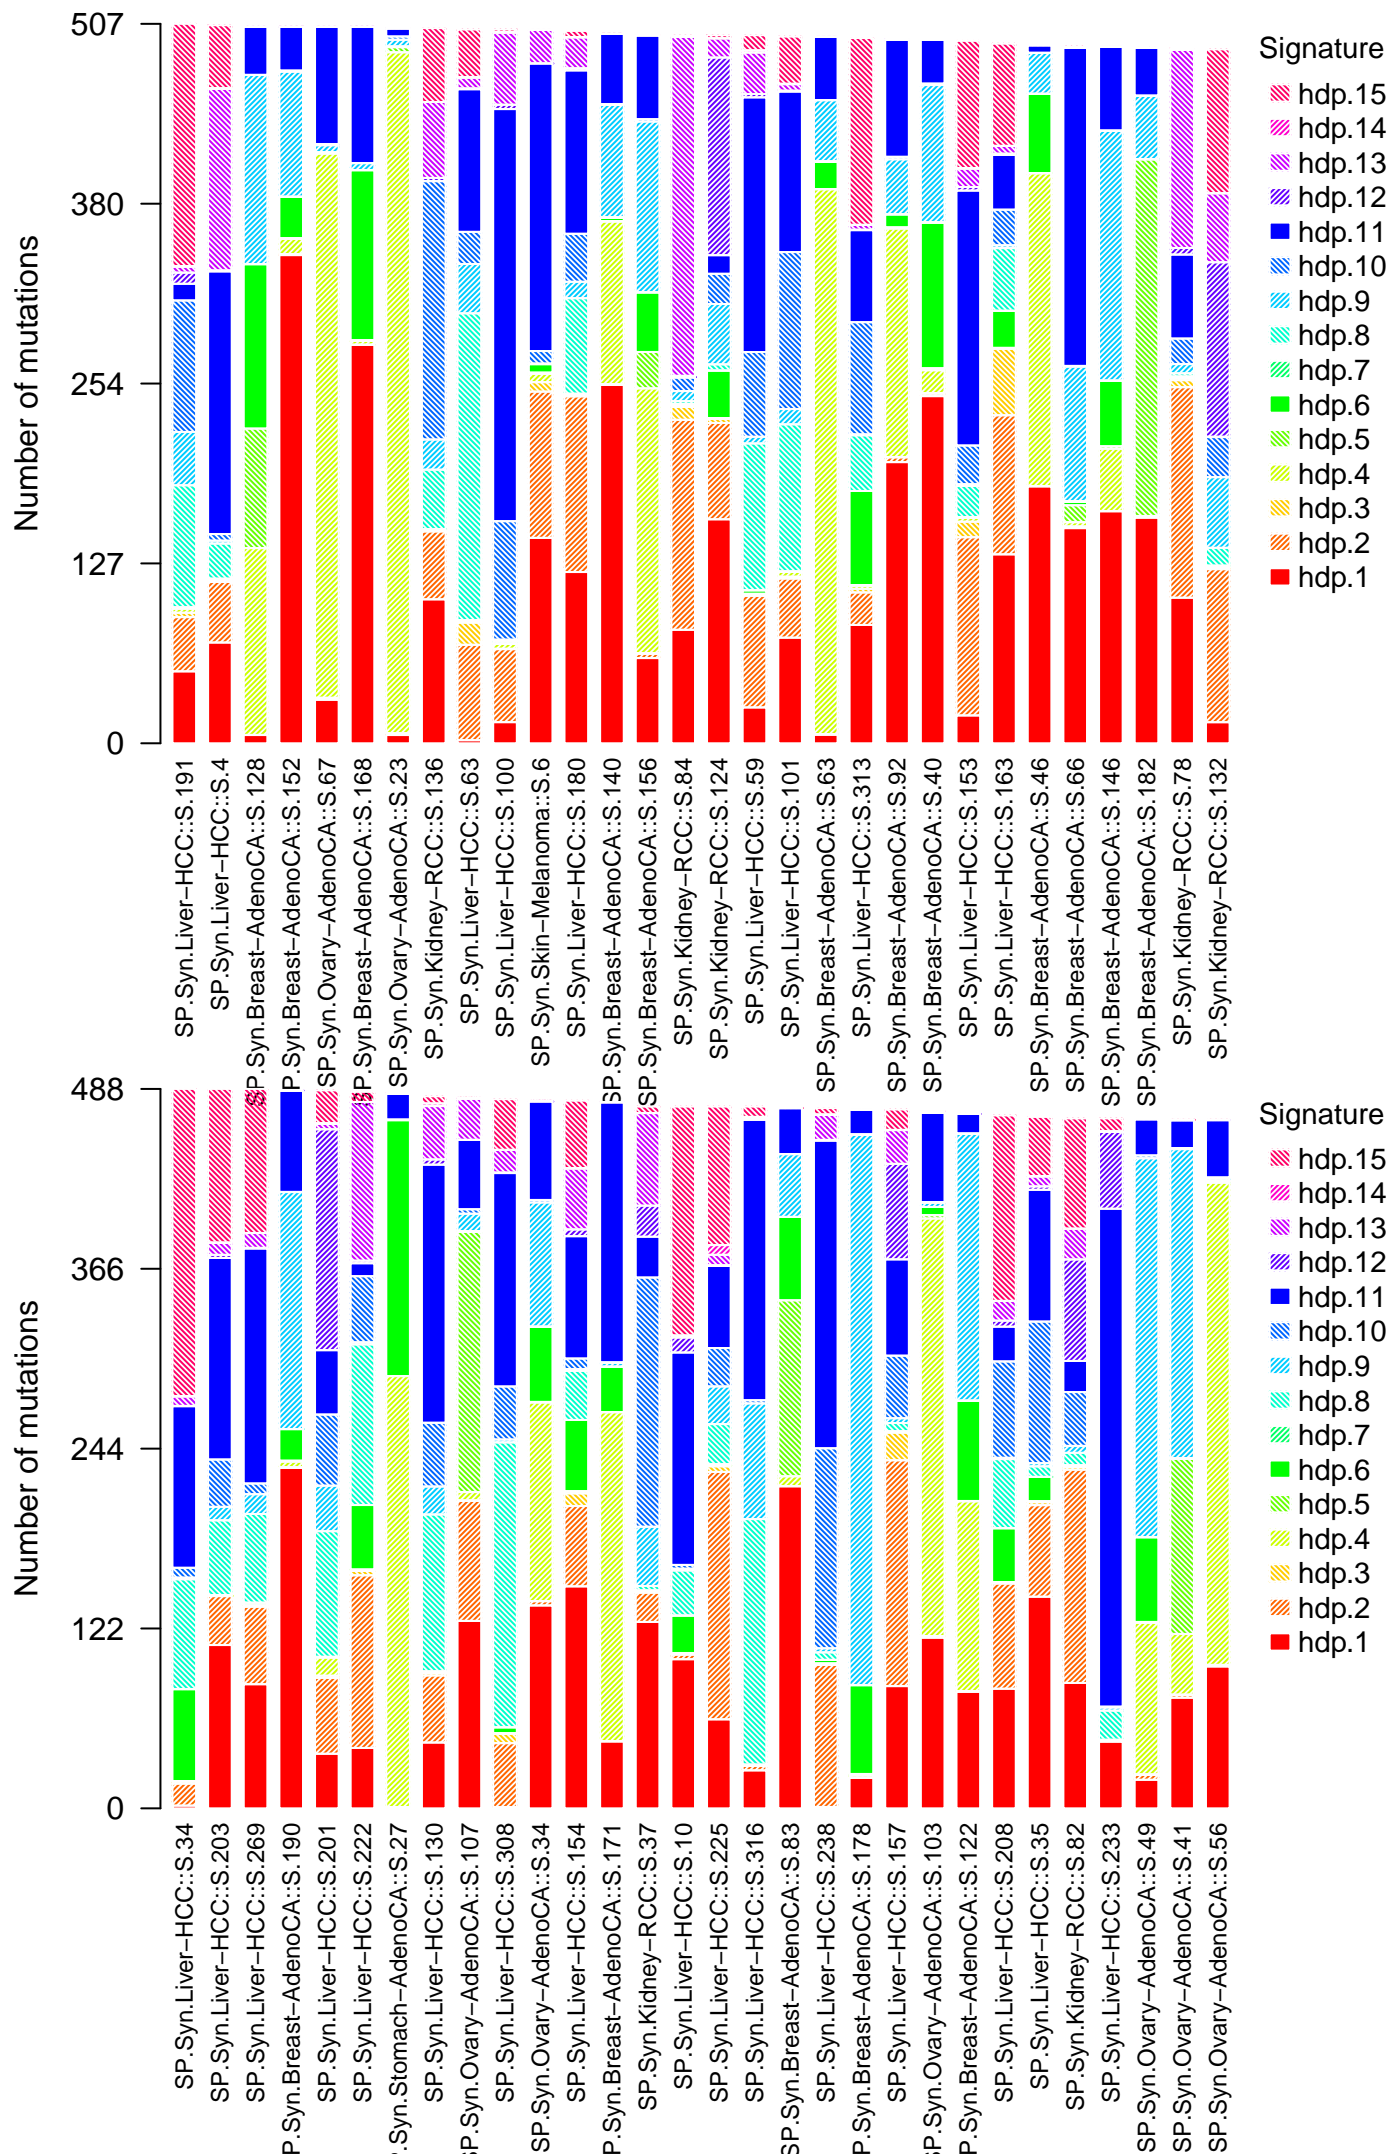 507
380
254
127
0
Number of mutations
Signature
hdp.15
hdp.14
hdp.13
hdp.12
hdp.11
hdp.10
hdp.9
hdp.8
hdp.7
hdp.6
hdp.5
hdp.4
hdp.3
hdp.2
hdp.1
SP.Syn.Liver−HCC::S.191
SP.Syn.Liver−HCC::S.4
SP.Syn.Breast−AdenoCA::S.128
P.Syn.Breast−AdenoCA::S.152
SP.Syn.Ovary−AdenoCA::S.67
SP.Syn.Breast−AdenoCA::S.168
SP.Syn.Ovary−AdenoCA::S.23
SP.Syn.Kidney−RCC::S.136
SP.Syn.Liver−HCC::S.63
SP.Syn.Liver−HCC::S.100
SP.Syn.Skin−Melanoma::S.6
SP.Syn.Liver−HCC::S.180
SP.Syn.Breast−AdenoCA::S.140
SP.Syn.Breast−AdenoCA::S.156
SP.Syn.Kidney−RCC::S.84
SP.Syn.Kidney−RCC::S.124
SP.Syn.Liver−HCC::S.59
SP.Syn.Liver−HCC::S.101
SP.Syn.Breast−AdenoCA::S.63
SP.Syn.Liver−HCC::S.313
SP.Syn.Breast−AdenoCA::S.92
SP.Syn.Breast−AdenoCA::S.40
SP.Syn.Liver−HCC::S.153
SP.Syn.Liver−HCC::S.163
SP.Syn.Breast−AdenoCA::S.46
SP.Syn.Breast−AdenoCA::S.66
SP.Syn.Breast−AdenoCA::S.146
SP.Syn.Breast−AdenoCA::S.182
SP.Syn.Kidney−RCC::S.78
SP.Syn.Kidney−RCC::S.132
488
366
244
122
0
Number of mutations
Signature
hdp.15
hdp.14
hdp.13
hdp.12
hdp.11
hdp.10
hdp.9
hdp.8
hdp.7
hdp.6
hdp.5
hdp.4
hdp.3
hdp.2
hdp.1
SP.Syn.Liver−HCC::S.34
SP.Syn.Liver−HCC::S.203
SP.Syn.Liver−HCC::S.269
P.Syn.Breast−AdenoCA::S.190
SP.Syn.Liver−HCC::S.201
SP.Syn.Liver−HCC::S.222
P.Syn.Stomach−AdenoCA::S.27
SP.Syn.Liver−HCC::S.130
SP.Syn.Ovary−AdenoCA::S.107
SP.Syn.Liver−HCC::S.308
SP.Syn.Ovary−AdenoCA::S.34
SP.Syn.Liver−HCC::S.154
P.Syn.Breast−AdenoCA::S.171
SP.Syn.Kidney−RCC::S.37
SP.Syn.Liver−HCC::S.10
SP.Syn.Liver−HCC::S.225
SP.Syn.Liver−HCC::S.316
SP.Syn.Breast−AdenoCA::S.83
SP.Syn.Liver−HCC::S.238
P.Syn.Breast−AdenoCA::S.178
SP.Syn.Liver−HCC::S.157
SP.Syn.Ovary−AdenoCA::S.103
P.Syn.Breast−AdenoCA::S.122
SP.Syn.Liver−HCC::S.208
SP.Syn.Liver−HCC::S.35
SP.Syn.Kidney−RCC::S.82
SP.Syn.Liver−HCC::S.233
SP.Syn.Ovary−AdenoCA::S.49
SP.Syn.Ovary−AdenoCA::S.41
SP.Syn.Ovary−AdenoCA::S.56